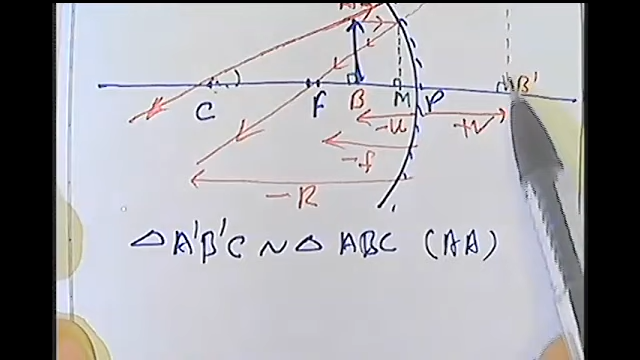 C F B M P B'
-u +v
-f
-R
△ A'B'C ~ △ ABC (AA)